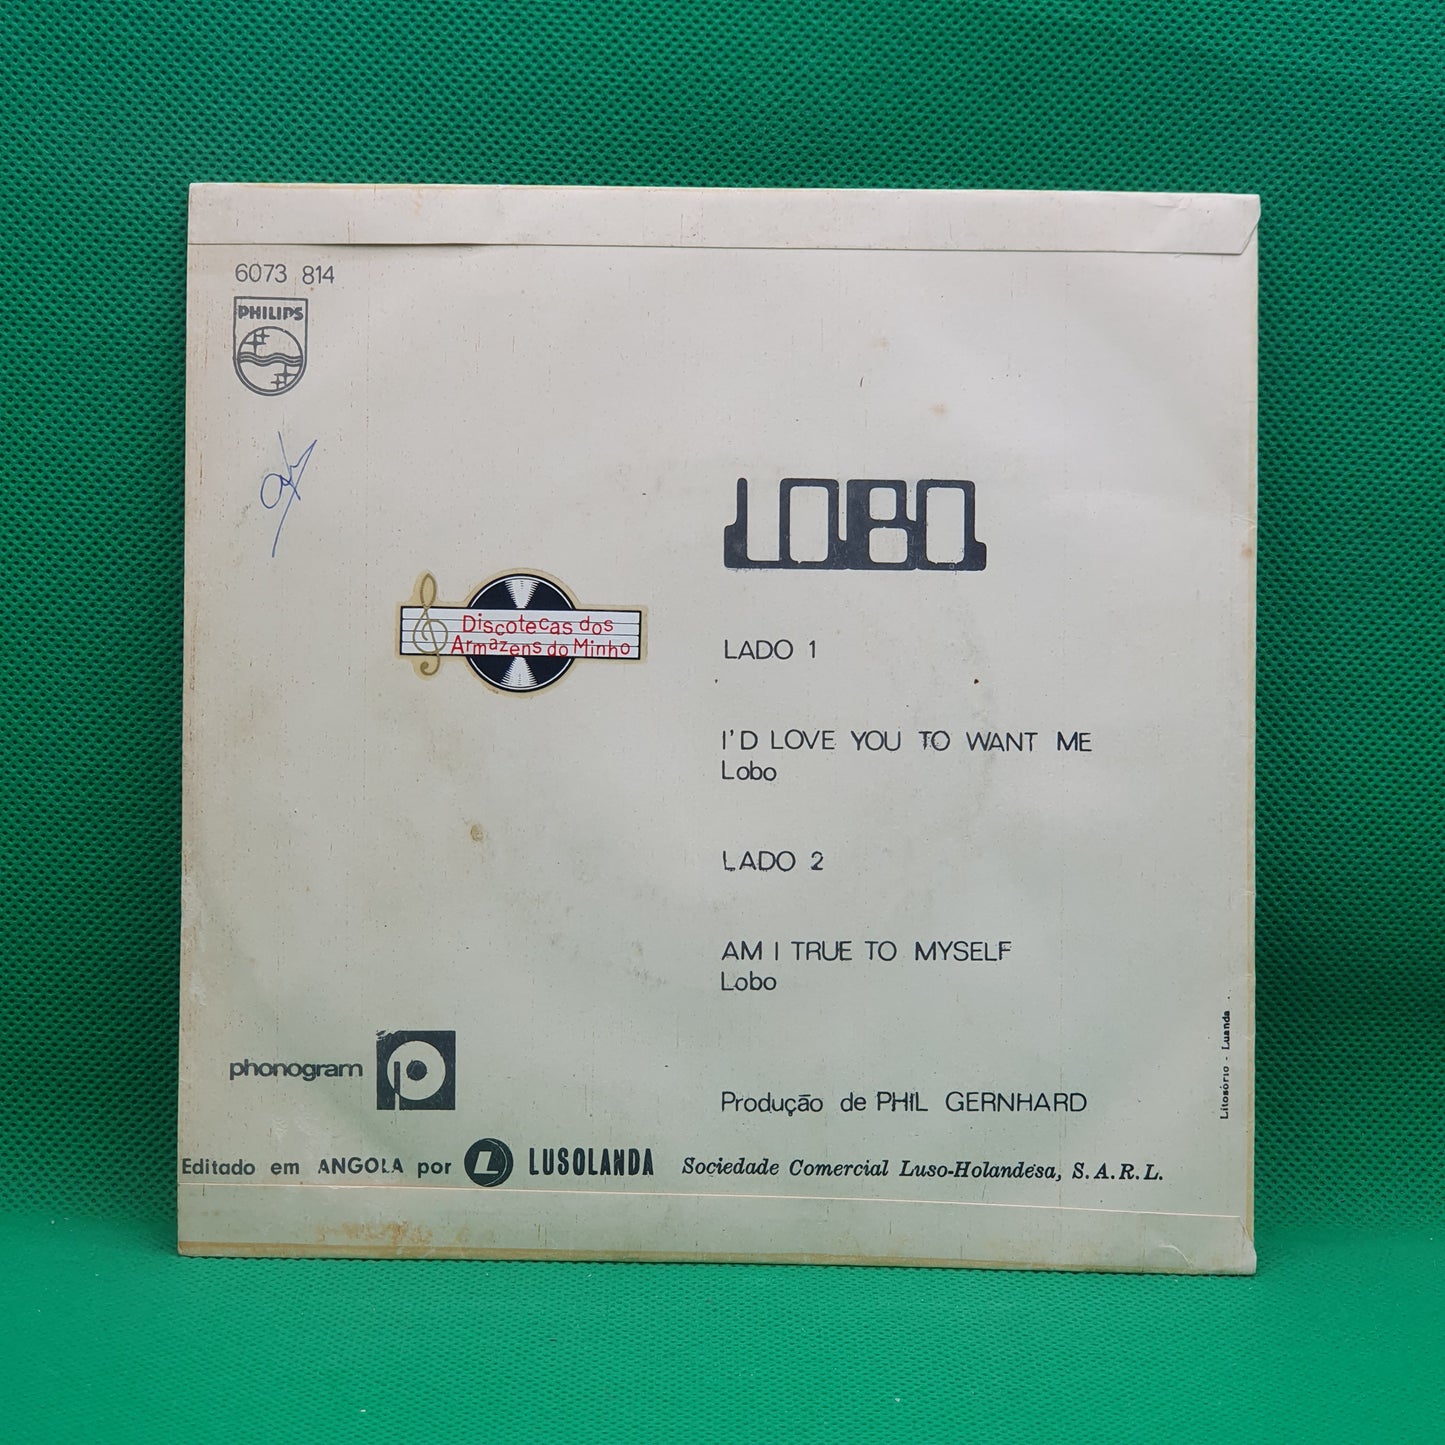 6073 814
PHILIPS
LOBO
Discotecas dos
Armazens do Minho
LADO 1
I'D LOVE YOU TO WANT ME
Lobo
LADO 2
AM I TRUE TO MYSELF
Lobo
phonogram
Produção de PHIL GERNHARD
Editado em ANGOLA por L LUSOLANDA Sociedade Comercial Luso-Holandesa, S.A.R.L.
Litosório - Luanda .